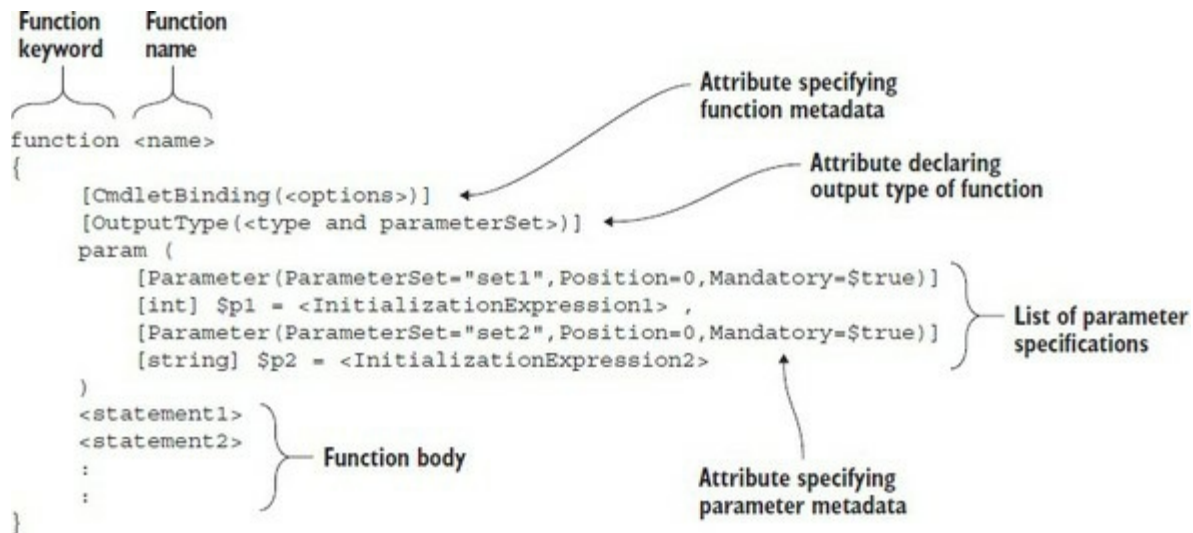 Function
keyword
Function
name
Attribute specifying
function metadata
function <name>
{
Attribute declaring
output type of function
[CmdletBinding(<options>)]
[OutputType(<type and parameterSet>)]
param (
[Parameter(ParameterSet="set1",Position=0,Mandatory=$true)]
[int] $p1 = <InitializationExpression1> ,
[Parameter(ParameterSet="set2",Position=0,Mandatory=$true)]
[string] $p2 = <InitializationExpression2>
)
List of parameter
specifications
<statement1>
<statement2>
:
:
}
Function body
Attribute specifying
parameter metadata